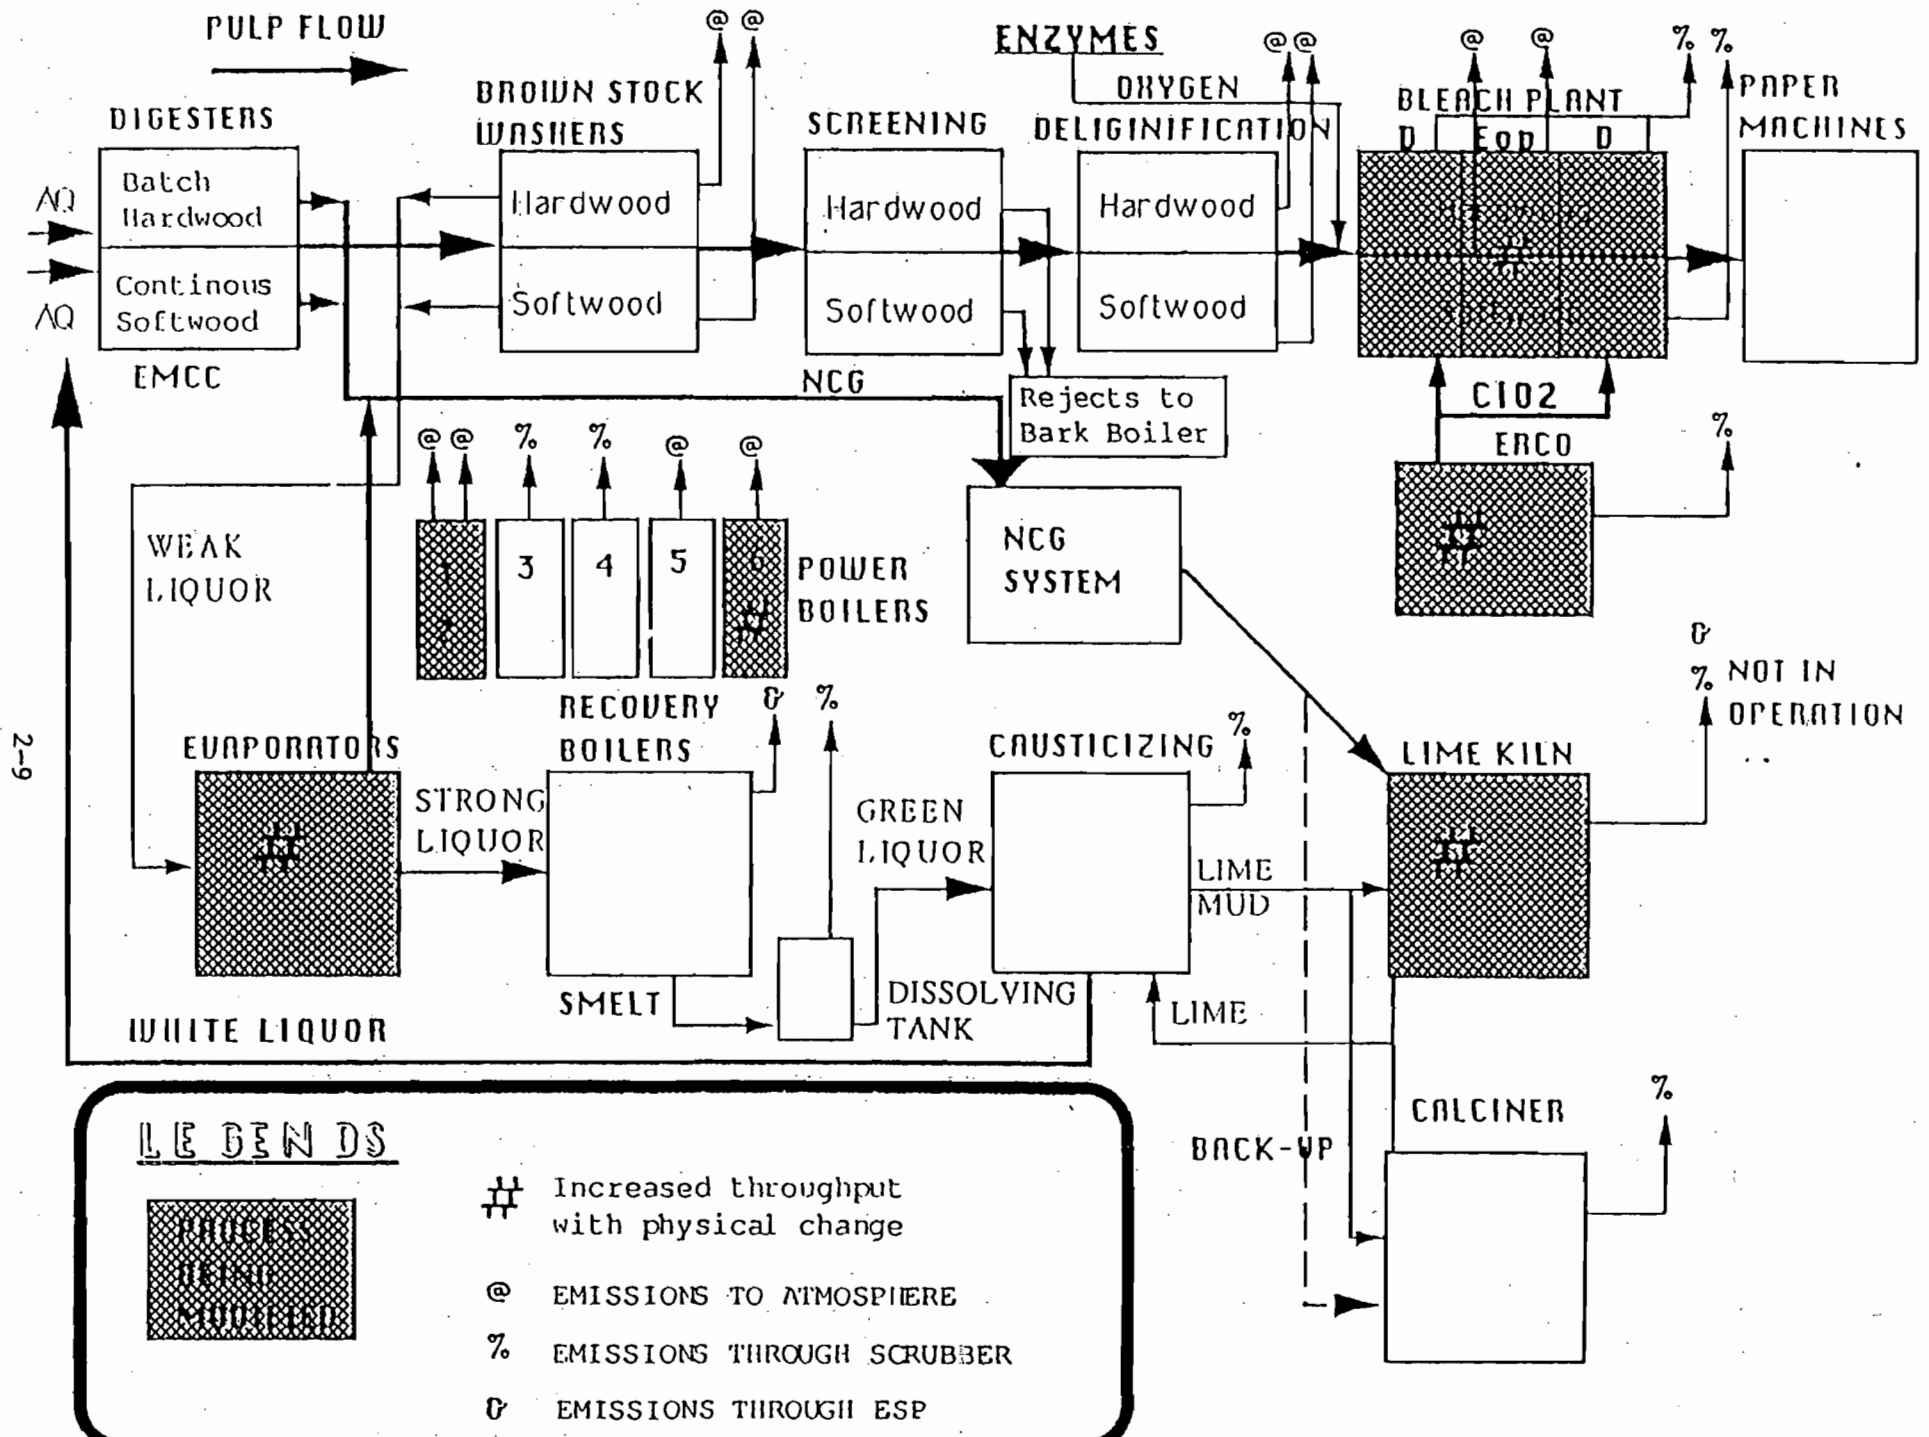 PULP FLOW
@ @
ENZYMES
@ @
@
@
% %
DIGESTERS
BROWN STOCK
WASHERS
SCREENING
OXYGEN
DELIGINIFICATION
BLEACH PLANT
D Eop D
PAPER
MACHINES
AQ
AQ
Batch
Hardwood
Continous
Softwood
EMCC
Hardwood
Softwood
Hardwood
Softwood
Hardwood
Softwood
#
NCG
Rejects to
Bark Boiler
ClO2
ERCO
%
#
@ @ % % @ @
3 4 5 6
#
POWER
BOILERS
WEAK
LIQUOR
NCG
SYSTEM
2-9
EVAPORATORS
#
STRONG
LIQUOR
RECOVERY
BOILERS
& %
SMELT
GREEN
LIQUOR
DISSOLVING
TANK
CAUSTICIZING
%
LIME
MUD
LIME
LIME KILN
#
&
% NOT IN
OPERATION
WHITE LIQUOR
BACK-UP
CALCINER
%
LEGENDS
PROCESS
BEING
MODIFIED
# Increased throughput
with physical change
@ EMISSIONS TO ATMOSPHERE
% EMISSIONS THROUGH SCRUBBER
& EMISSIONS THROUGH ESP